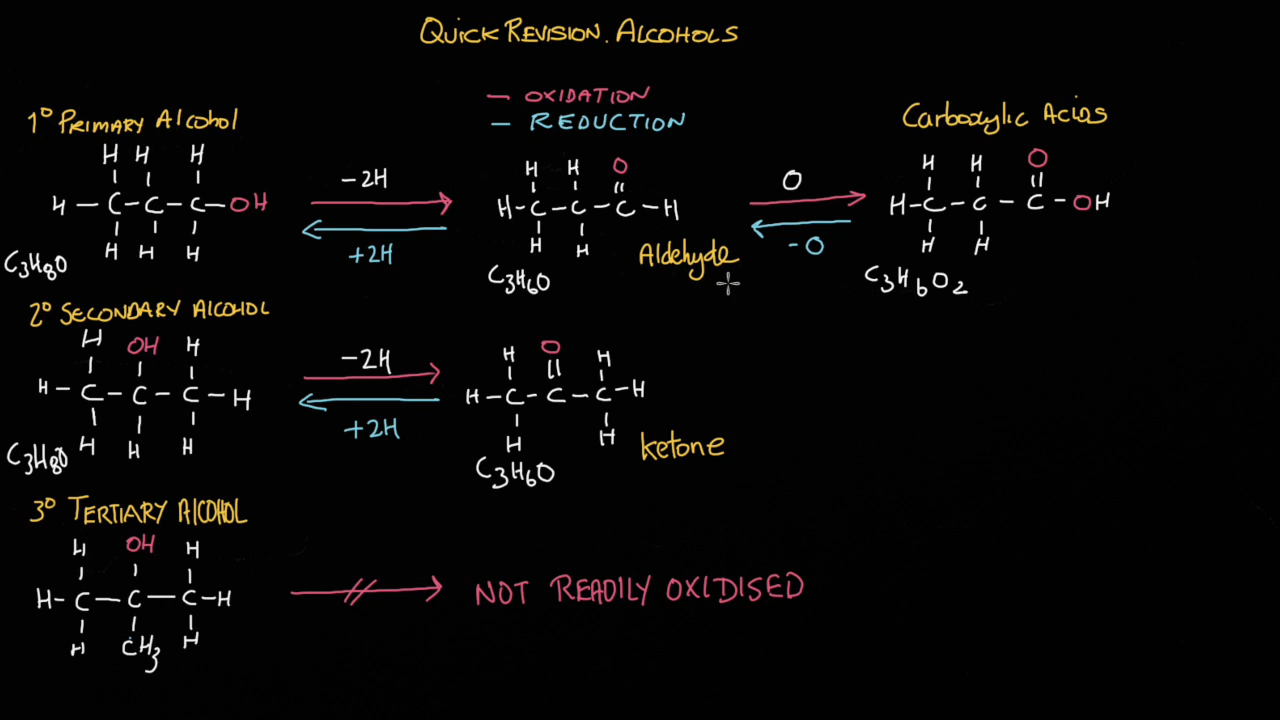 QUICK REVISION. ALCOHOLS
— OXIDATION
— REDUCTION
1° PRIMARY AlcohOl
Carboxylic Acids
H H H
H — C — C — C — OH
H H H
C3H8O
−2H
+2H
H H O
H — C — C — C — H
H H
C3H6O
Aldehyde
O
−O
H H O
H — C — C — C — OH
H H
C3H6O2
2° SECONDARY ALCOHOL
H OH H
H — C — C — C — H
H H H
C3H8O
−2H
+2H
H O H
H — C — C — C — H
H H
C3H6O
ketone
3° TERTIARY ALCOHOL
H OH H
H — C — C — C — H
H CH3 H
NOT READILY OXIDISED